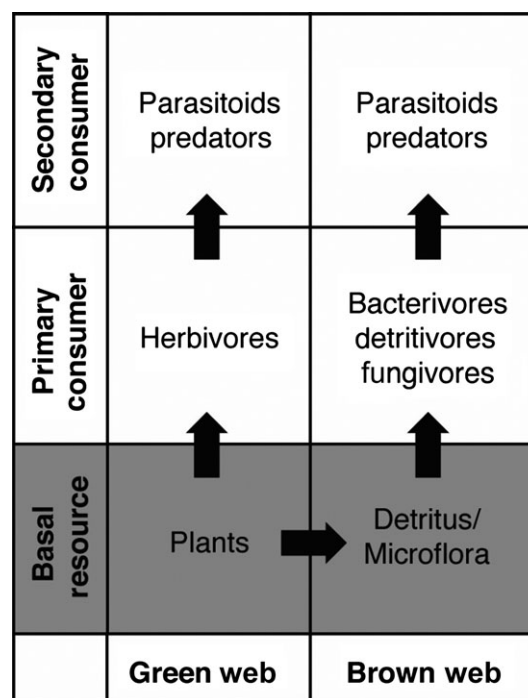 Secondary
consumer
Parasitoids
predators
Parasitoids
predators
Primary
consumer
Herbivores
Bacterivores
detritivores
fungivores
Basal
resource
Plants
Detritus/
Microflora
Green web
Brown web